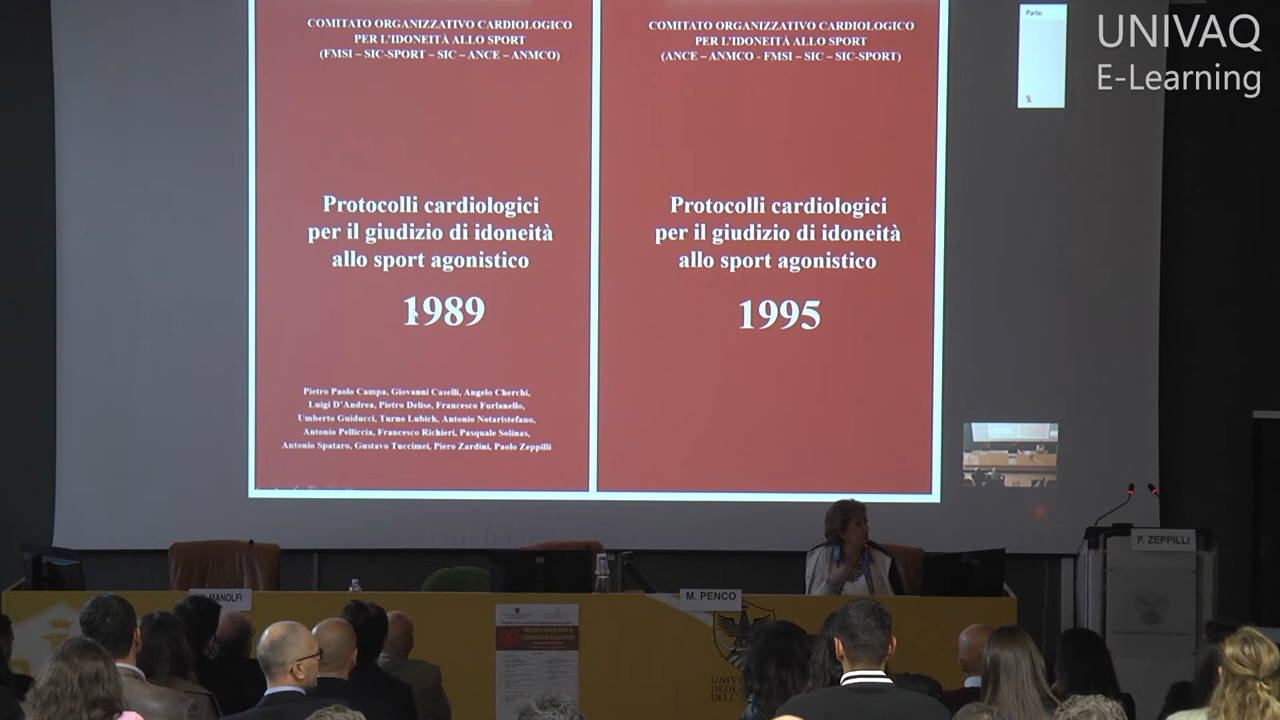 COMITATO ORGANIZZATIVO CARDIOLOGICO
PER L'IDONEITÀ ALLO SPORT
(FMSI – SIC-SPORT – SIC – ANCE – ANMCO)
Protocolli cardiologici
per il giudizio di idoneità
allo sport agonistico
1989
Pietro Paolo Campa, Giovanni Caselli, Angelo Cherchi,
Luigi D'Andrea, Pietro Delise, Francesco Furlanello,
Umberto Guiducci, Turno Lubich, Antonio Notaristefano,
Antonio Pelliccia, Francesco Richieri, Pasquale Solinas,
Antonio Spataro, Gustavo Tuccimei, Piero Zardini, Paolo Zeppilli
COMITATO ORGANIZZATIVO CARDIOLOGICO
PER L'IDONEITÀ ALLO SPORT
(ANCE – ANMCO - FMSI – SIC – SIC-SPORT)
Protocolli cardiologici
per il giudizio di idoneità
allo sport agonistico
1995
Parla:
UNIVAQ
E-Learning
MANOLFI
M. PENCO
P. ZEPPILLI